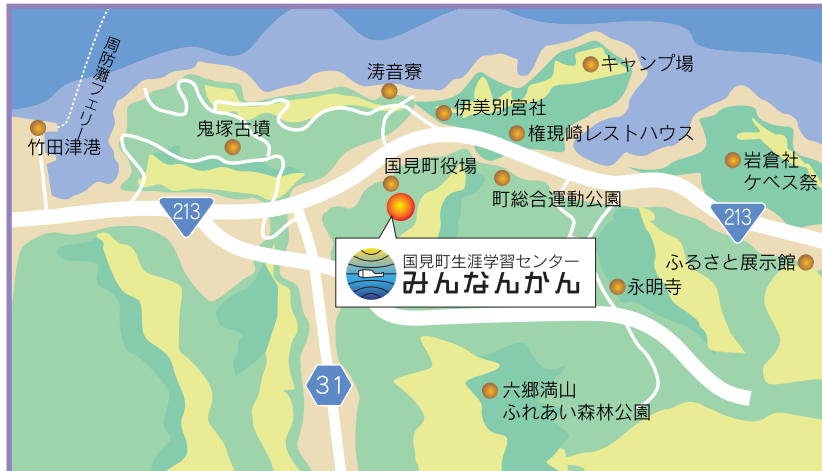 周防灘フェリー
竹田津港
鬼塚古墳
涛音寮
伊美別宮社
キャンプ場
権現崎レストハウス
国見町役場
町総合運動公園
岩倉社
ケベス祭
213
213
国見町生涯学習センター
みんなんかん
ふるさと展示館
永明寺
31
六郷満山
ふれあい森林公園